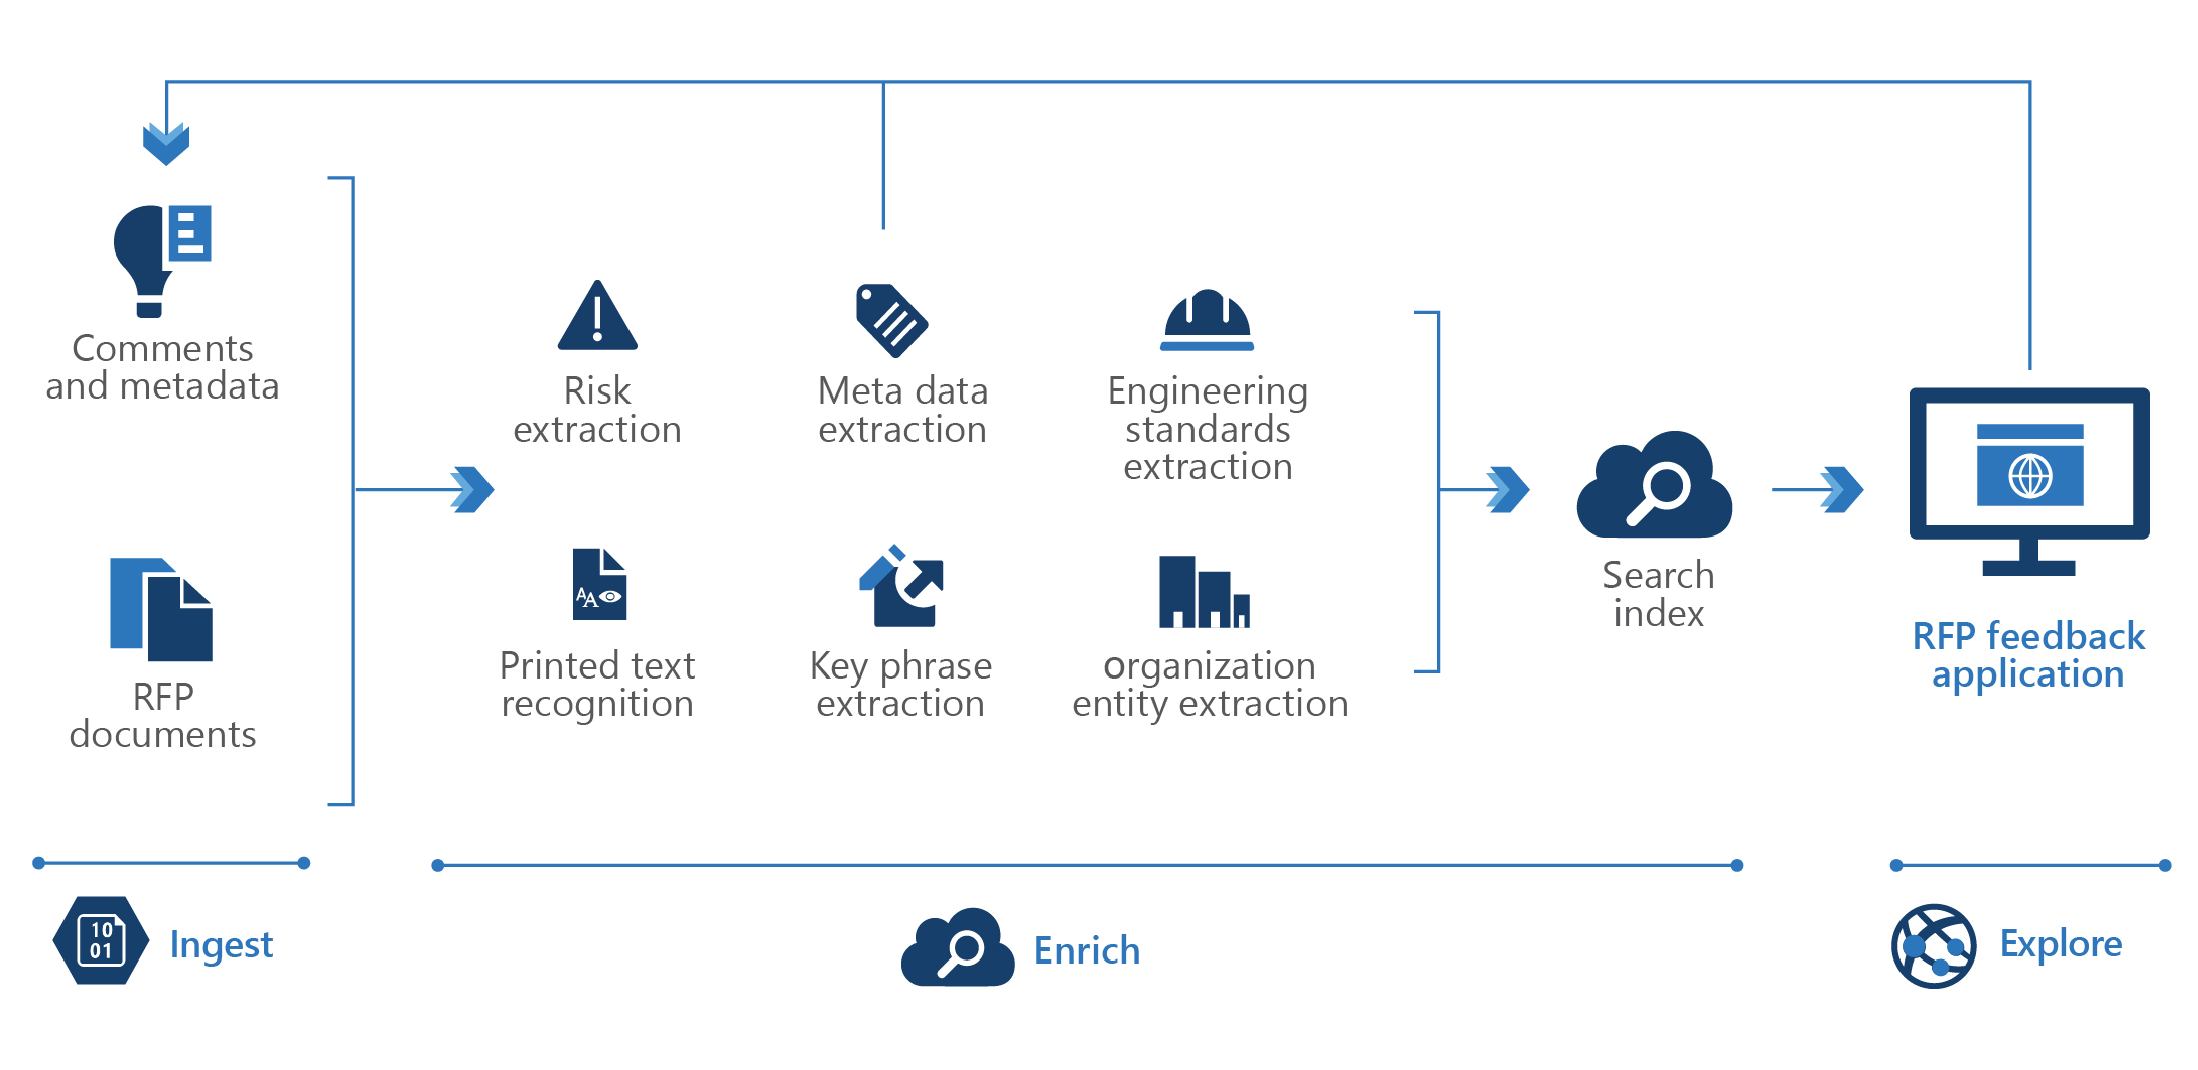 Comments
and metadata
RFP
documents
Risk
extraction
Meta data
extraction
Engineering
standards
extraction
AA
Printed text
recognition
Key phrase
extraction
organization
entity extraction
Search
index
RFP feedback
application
10
01
Ingest
Enrich
Explore